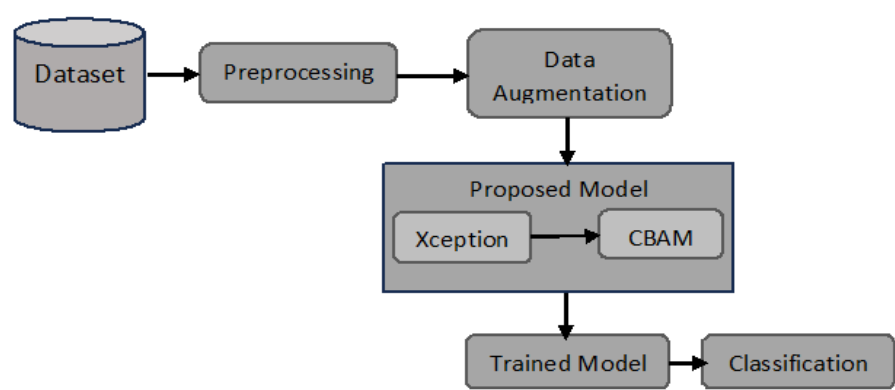 Dataset
Preprocessing
Data
Augmentation
Proposed Model
Xception
CBAM
Trained Model
Classification